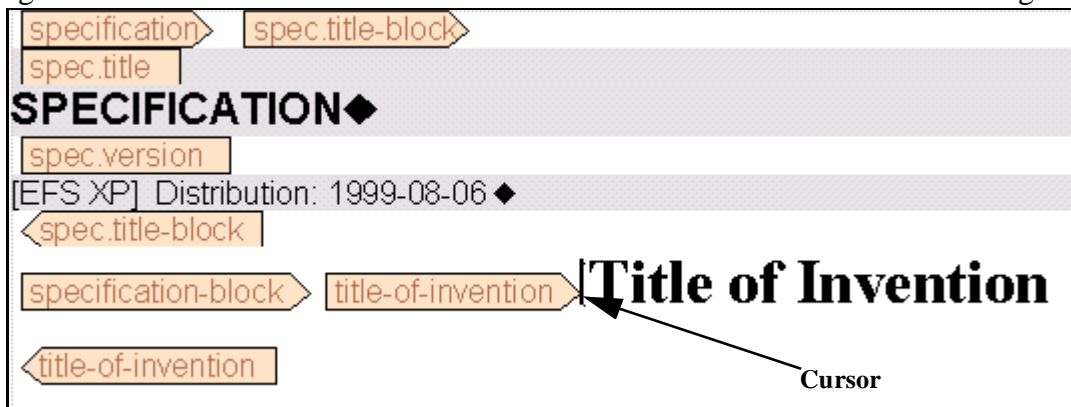 specification spec.title-block
spec.title
SPECIFICATION◆
spec.version
[EFS XP] Distribution: 1999-08-06 ◆
spec.title-block
specification-block title-of-invention Title of Invention
title-of-invention
Cursor